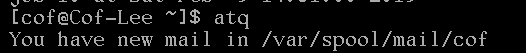 [cof@Cof-Lee ~]$ atq
You have new mail in /var/spool/mail/cof